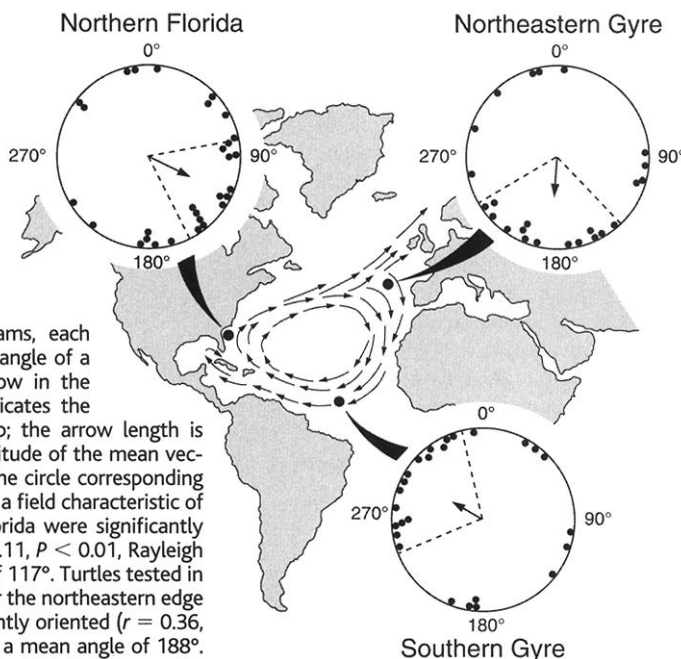 Northern Florida
0°
270°
90°
180°
Northeastern Gyre
0°
270°
90°
180°
ams, each
angle of a
ow in the
icates the
o; the arrow length is
itude of the mean vec-
he circle corresponding
a field characteristic of
orida were significantly
.11, P < 0.01, Rayleigh
f 117°. Turtles tested in
r the northeastern edge
ntly oriented (r = 0.36,
a mean angle of 188°.
0°
270°
90°
180°
Southern Gyre